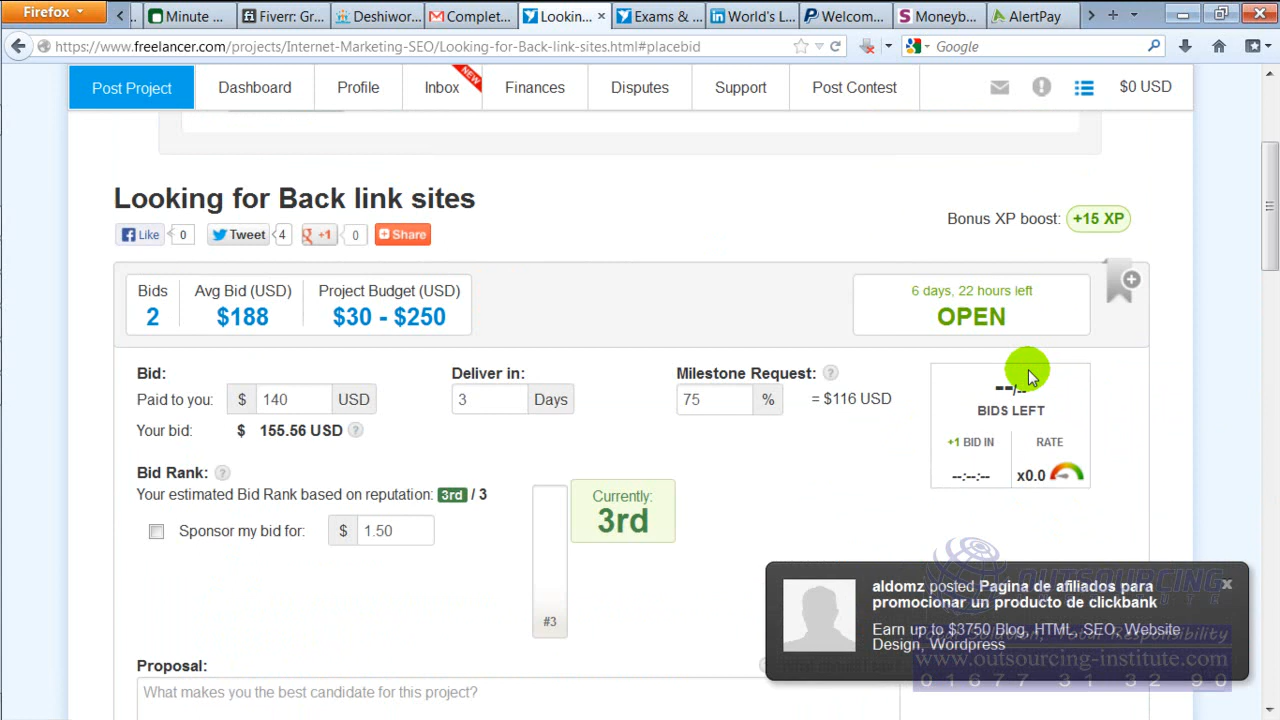 Firefox
Minute ...
Fiverr: Gr...
Deshiwor...
Complet...
Lookin...
Exams & ...
World's L...
Welcom...
Moneyb...
AlertPay
https://www.freelancer.com/projects/Internet-Marketing-SEO/Looking-for-Back-link-sites.html#placebid
Google
Post Project
Dashboard
Profile
Inbox
NEW
Finances
Disputes
Support
Post Contest
$0 USD
Looking for Back link sites
Like 0
Tweet 4
+1 0
Share
Bonus XP boost: +15 XP
Bids
2
Avg Bid (USD)
$188
Project Budget (USD)
$30 - $250
6 days, 22 hours left
OPEN
Bid:
Paid to you: $ 140 USD
Your bid: $ 155.56 USD ?
Deliver in:
3 Days
Milestone Request: ?
75 % = $116 USD
--/--
BIDS LEFT
+1 BID IN
--:--:--
RATE
x0.0
Bid Rank: ?
Your estimated Bid Rank based on reputation: 3rd / 3
Sponsor my bid for: $ 1.50
Currently:
3rd
#3
aldomz posted Pagina de afiliados para
promocionar un producto de clickbank
Earn up to $3750 Blog, HTML, SEO, Website
Design, Wordpress
OUTSOURCING
Responsibility
www.outsourcing-institute.com
01677 31 32 90
Proposal:
What makes you the best candidate for this project?